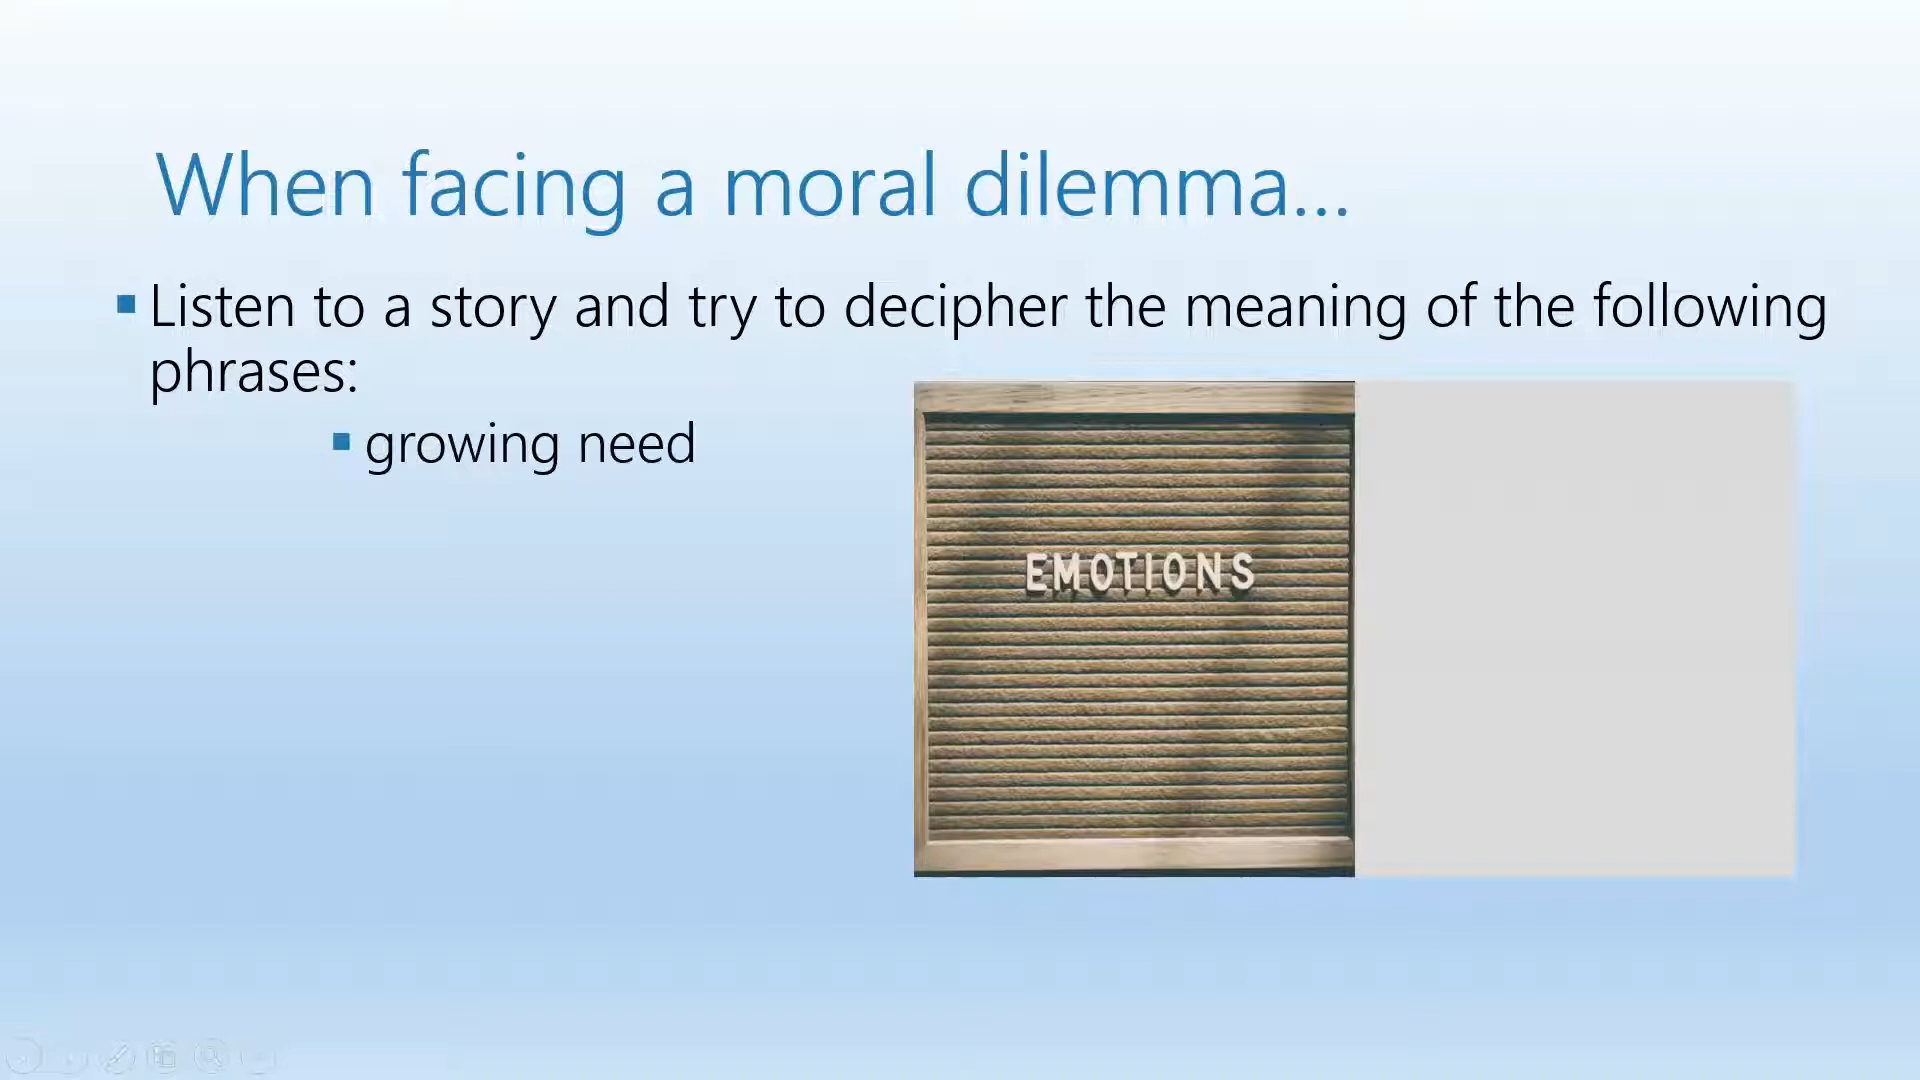 When facing a moral dilemma...
Listen to a story and try to decipher the meaning of the following
phrases:
growing need
EMOTIONS